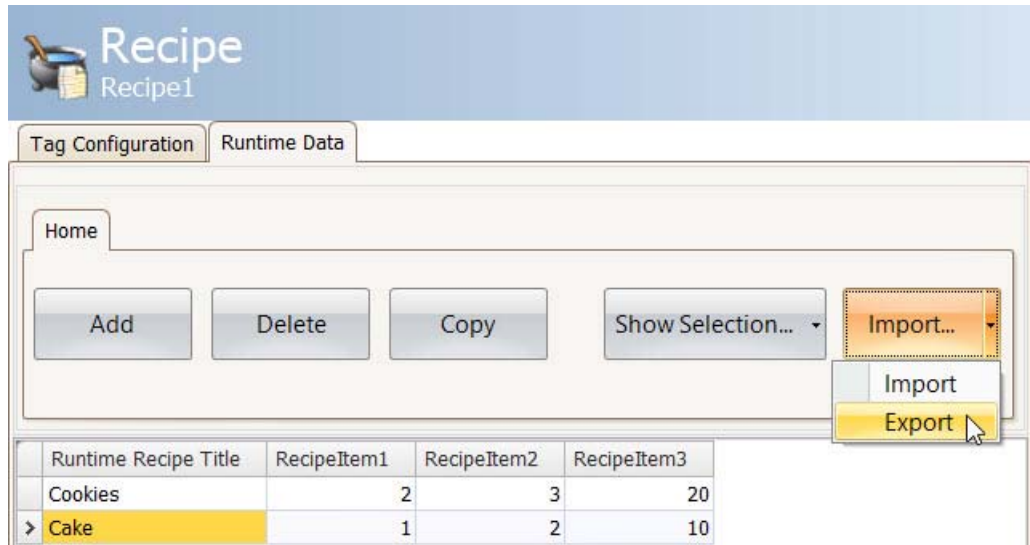 Recipe
Recipe1
Tag Configuration Runtime Data
Home
Add Delete Copy Show Selection... Import...
Import
Export
Runtime Recipe Title RecipeItem1 RecipeItem2 RecipeItem3
Cookies 2 3 20
> Cake 1 2 10